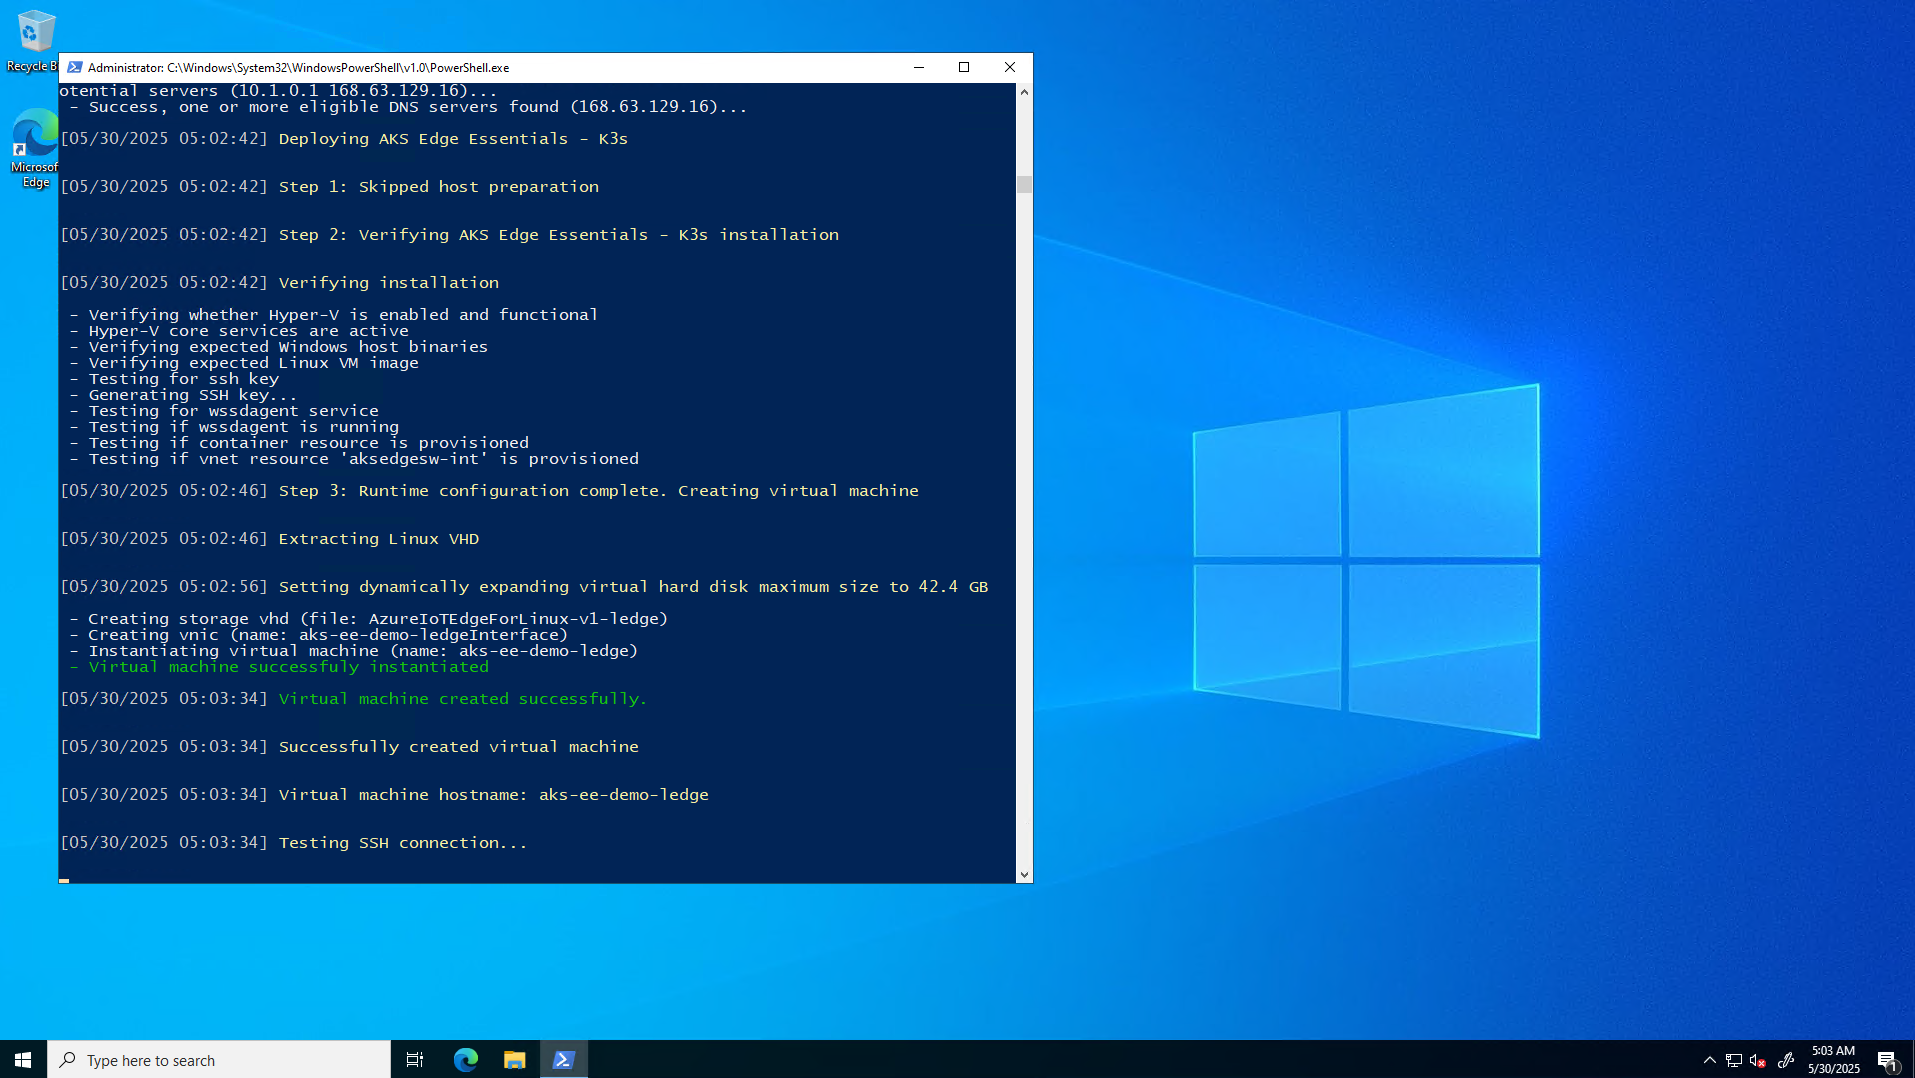 Recycle B
Microsof
Edge
Administrator: C:\Windows\System32\WindowsPowerShell\v1.0\PowerShell.exe
otential servers (10.1.0.1 168.63.129.16)...
- Success, one or more eligible DNS servers found (168.63.129.16)...
[05/30/2025 05:02:42] Deploying AKS Edge Essentials - K3s
[05/30/2025 05:02:42] Step 1: Skipped host preparation
[05/30/2025 05:02:42] Step 2: Verifying AKS Edge Essentials - K3s installation
[05/30/2025 05:02:42] Verifying installation
- Verifying whether Hyper-V is enabled and functional
- Hyper-V core services are active
- Verifying expected Windows host binaries
- Verifying expected Linux VM image
- Testing for ssh key
- Generating SSH key...
- Testing for wssdagent service
- Testing if wssdagent is running
- Testing if container resource is provisioned
- Testing if vnet resource 'aksedgesw-int' is provisioned
[05/30/2025 05:02:46] Step 3: Runtime configuration complete. Creating virtual machine
[05/30/2025 05:02:46] Extracting Linux VHD
[05/30/2025 05:02:56] Setting dynamically expanding virtual hard disk maximum size to 42.4 GB
- Creating storage vhd (file: AzureIoTEdgeForLinux-v1-ledge)
- Creating vnic (name: aks-ee-demo-ledgeInterface)
- Instantiating virtual machine (name: aks-ee-demo-ledge)
- Virtual machine successfuly instantiated
[05/30/2025 05:03:34] Virtual machine created successfully.
[05/30/2025 05:03:34] Successfully created virtual machine
[05/30/2025 05:03:34] Virtual machine hostname: aks-ee-demo-ledge
[05/30/2025 05:03:34] Testing SSH connection...
Type here to search
5:03 AM
5/30/2025
1